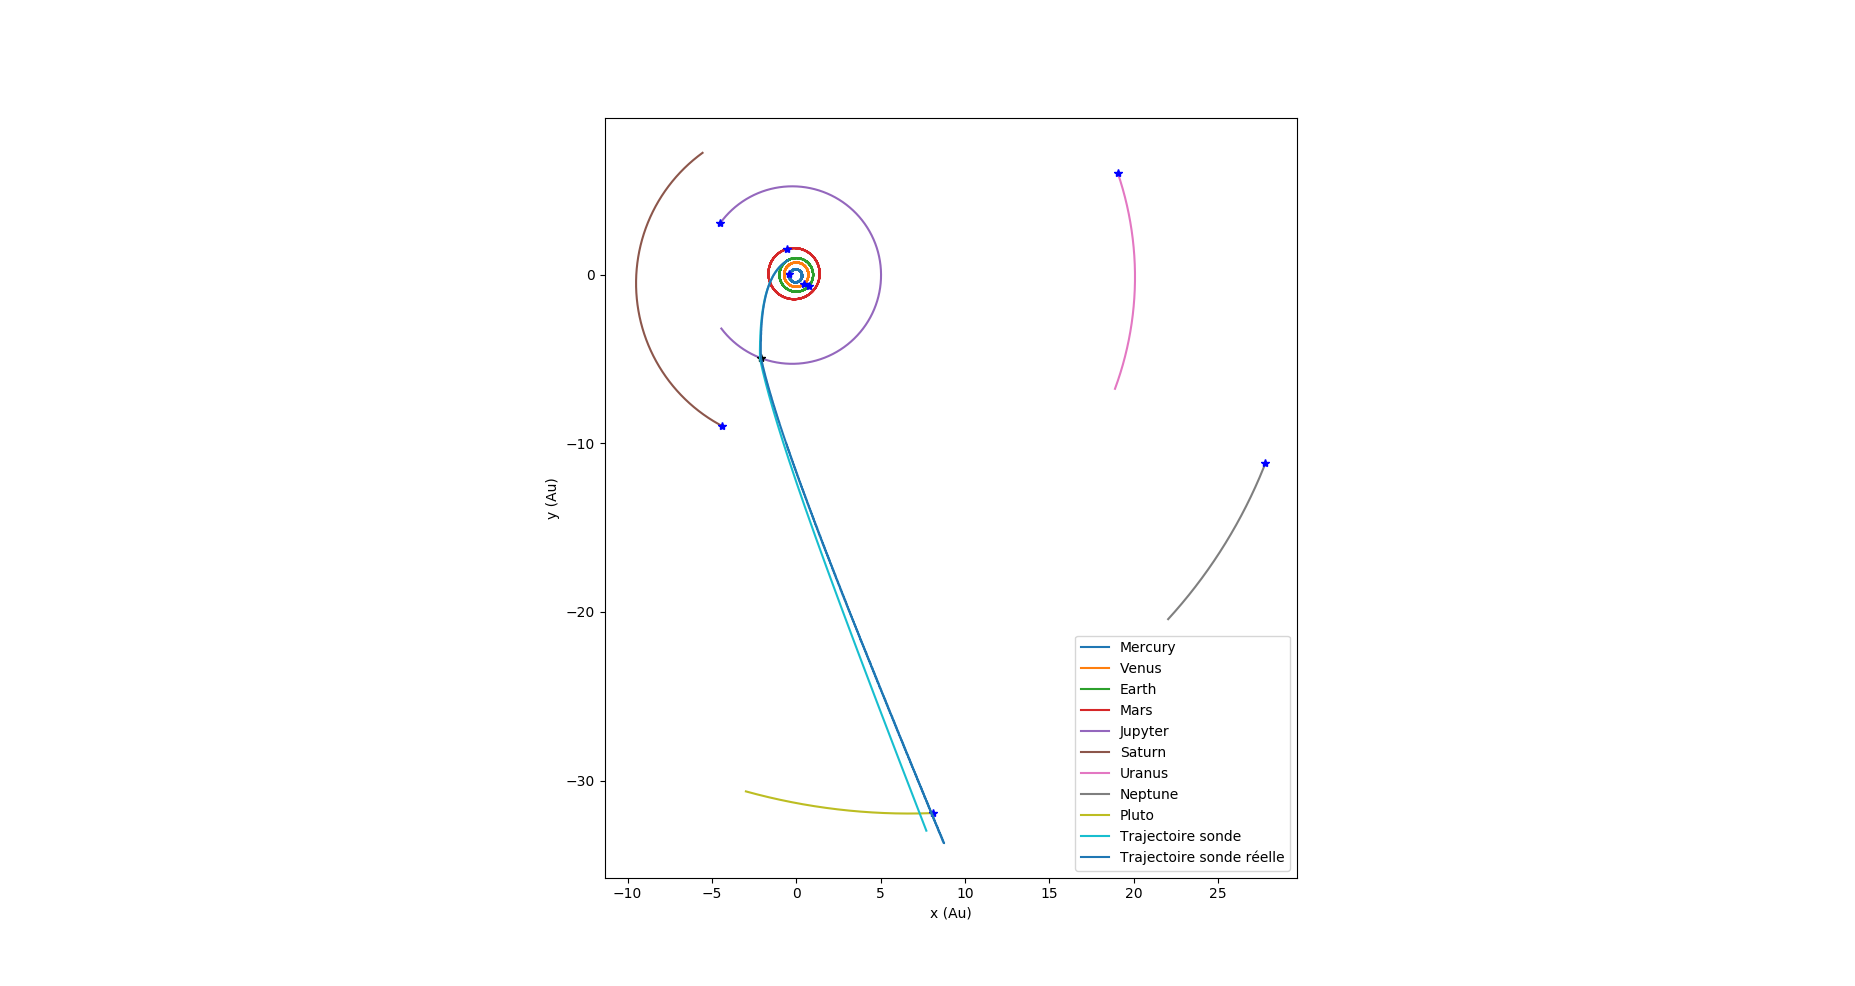 0
−10
−20
−30
y (Au)
−10
−5
0
5
10
15
20
25
x (Au)
Mercury
Venus
Earth
Mars
Jupyter
Saturn
Uranus
Neptune
Pluto
Trajectoire sonde
Trajectoire sonde réelle